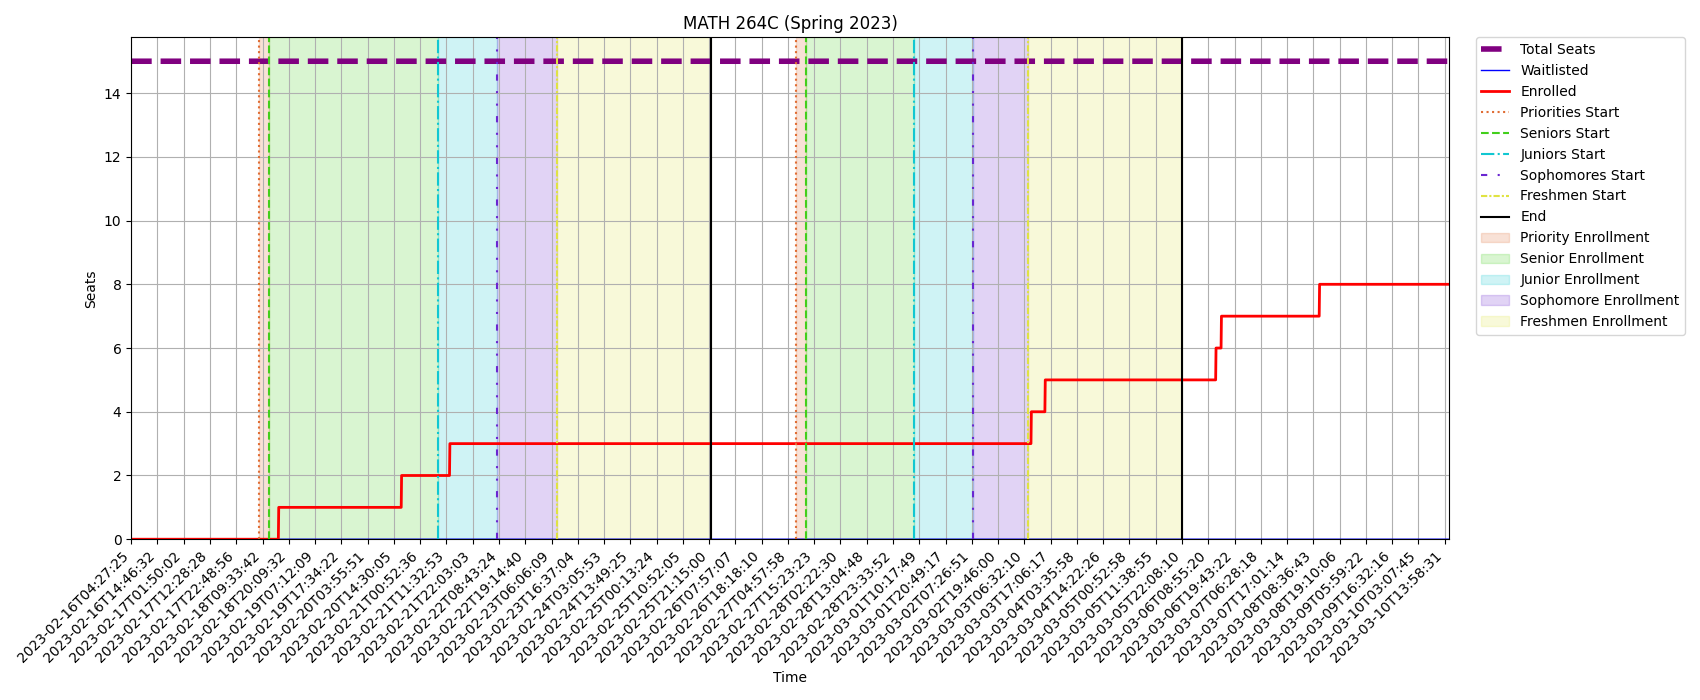 MATH 264C (Spring 2023)
Seats
14
12
10
8
6
4
2
0
2023-02-16T04:27:25
2023-02-16T14:46:32
2023-02-17T01:50:02
2023-02-17T12:28:28
2023-02-17T22:48:56
2023-02-18T09:33:42
2023-02-18T20:09:32
2023-02-19T07:12:09
2023-02-19T17:34:22
2023-02-20T03:55:51
2023-02-20T14:30:05
2023-02-21T00:52:36
2023-02-21T11:32:53
2023-02-21T22:03:03
2023-02-22T08:43:24
2023-02-22T19:14:40
2023-02-23T06:06:09
2023-02-23T16:37:04
2023-02-24T03:05:53
2023-02-24T13:49:25
2023-02-25T00:13:24
2023-02-25T10:52:05
2023-02-25T21:15:00
2023-02-26T07:57:07
2023-02-26T18:18:10
2023-02-27T04:57:58
2023-02-27T15:23:23
2023-02-28T02:22:30
2023-02-28T13:04:48
2023-02-28T23:33:52
2023-03-01T10:17:49
2023-03-01T20:49:17
2023-03-02T07:26:51
2023-03-02T19:46:00
2023-03-03T06:32:10
2023-03-03T17:06:17
2023-03-04T03:35:58
2023-03-04T14:22:26
2023-03-05T00:52:58
2023-03-05T11:38:55
2023-03-05T22:08:10
2023-03-06T08:55:20
2023-03-06T19:43:22
2023-03-07T06:28:18
2023-03-07T17:01:14
2023-03-08T08:36:43
2023-03-08T19:10:06
2023-03-09T05:59:22
2023-03-09T16:32:16
2023-03-10T03:07:45
2023-03-10T13:58:31
Time
Total Seats
Waitlisted
Enrolled
Priorities Start
Seniors Start
Juniors Start
Sophomores Start
Freshmen Start
End
Priority Enrollment
Senior Enrollment
Junior Enrollment
Sophomore Enrollment
Freshmen Enrollment